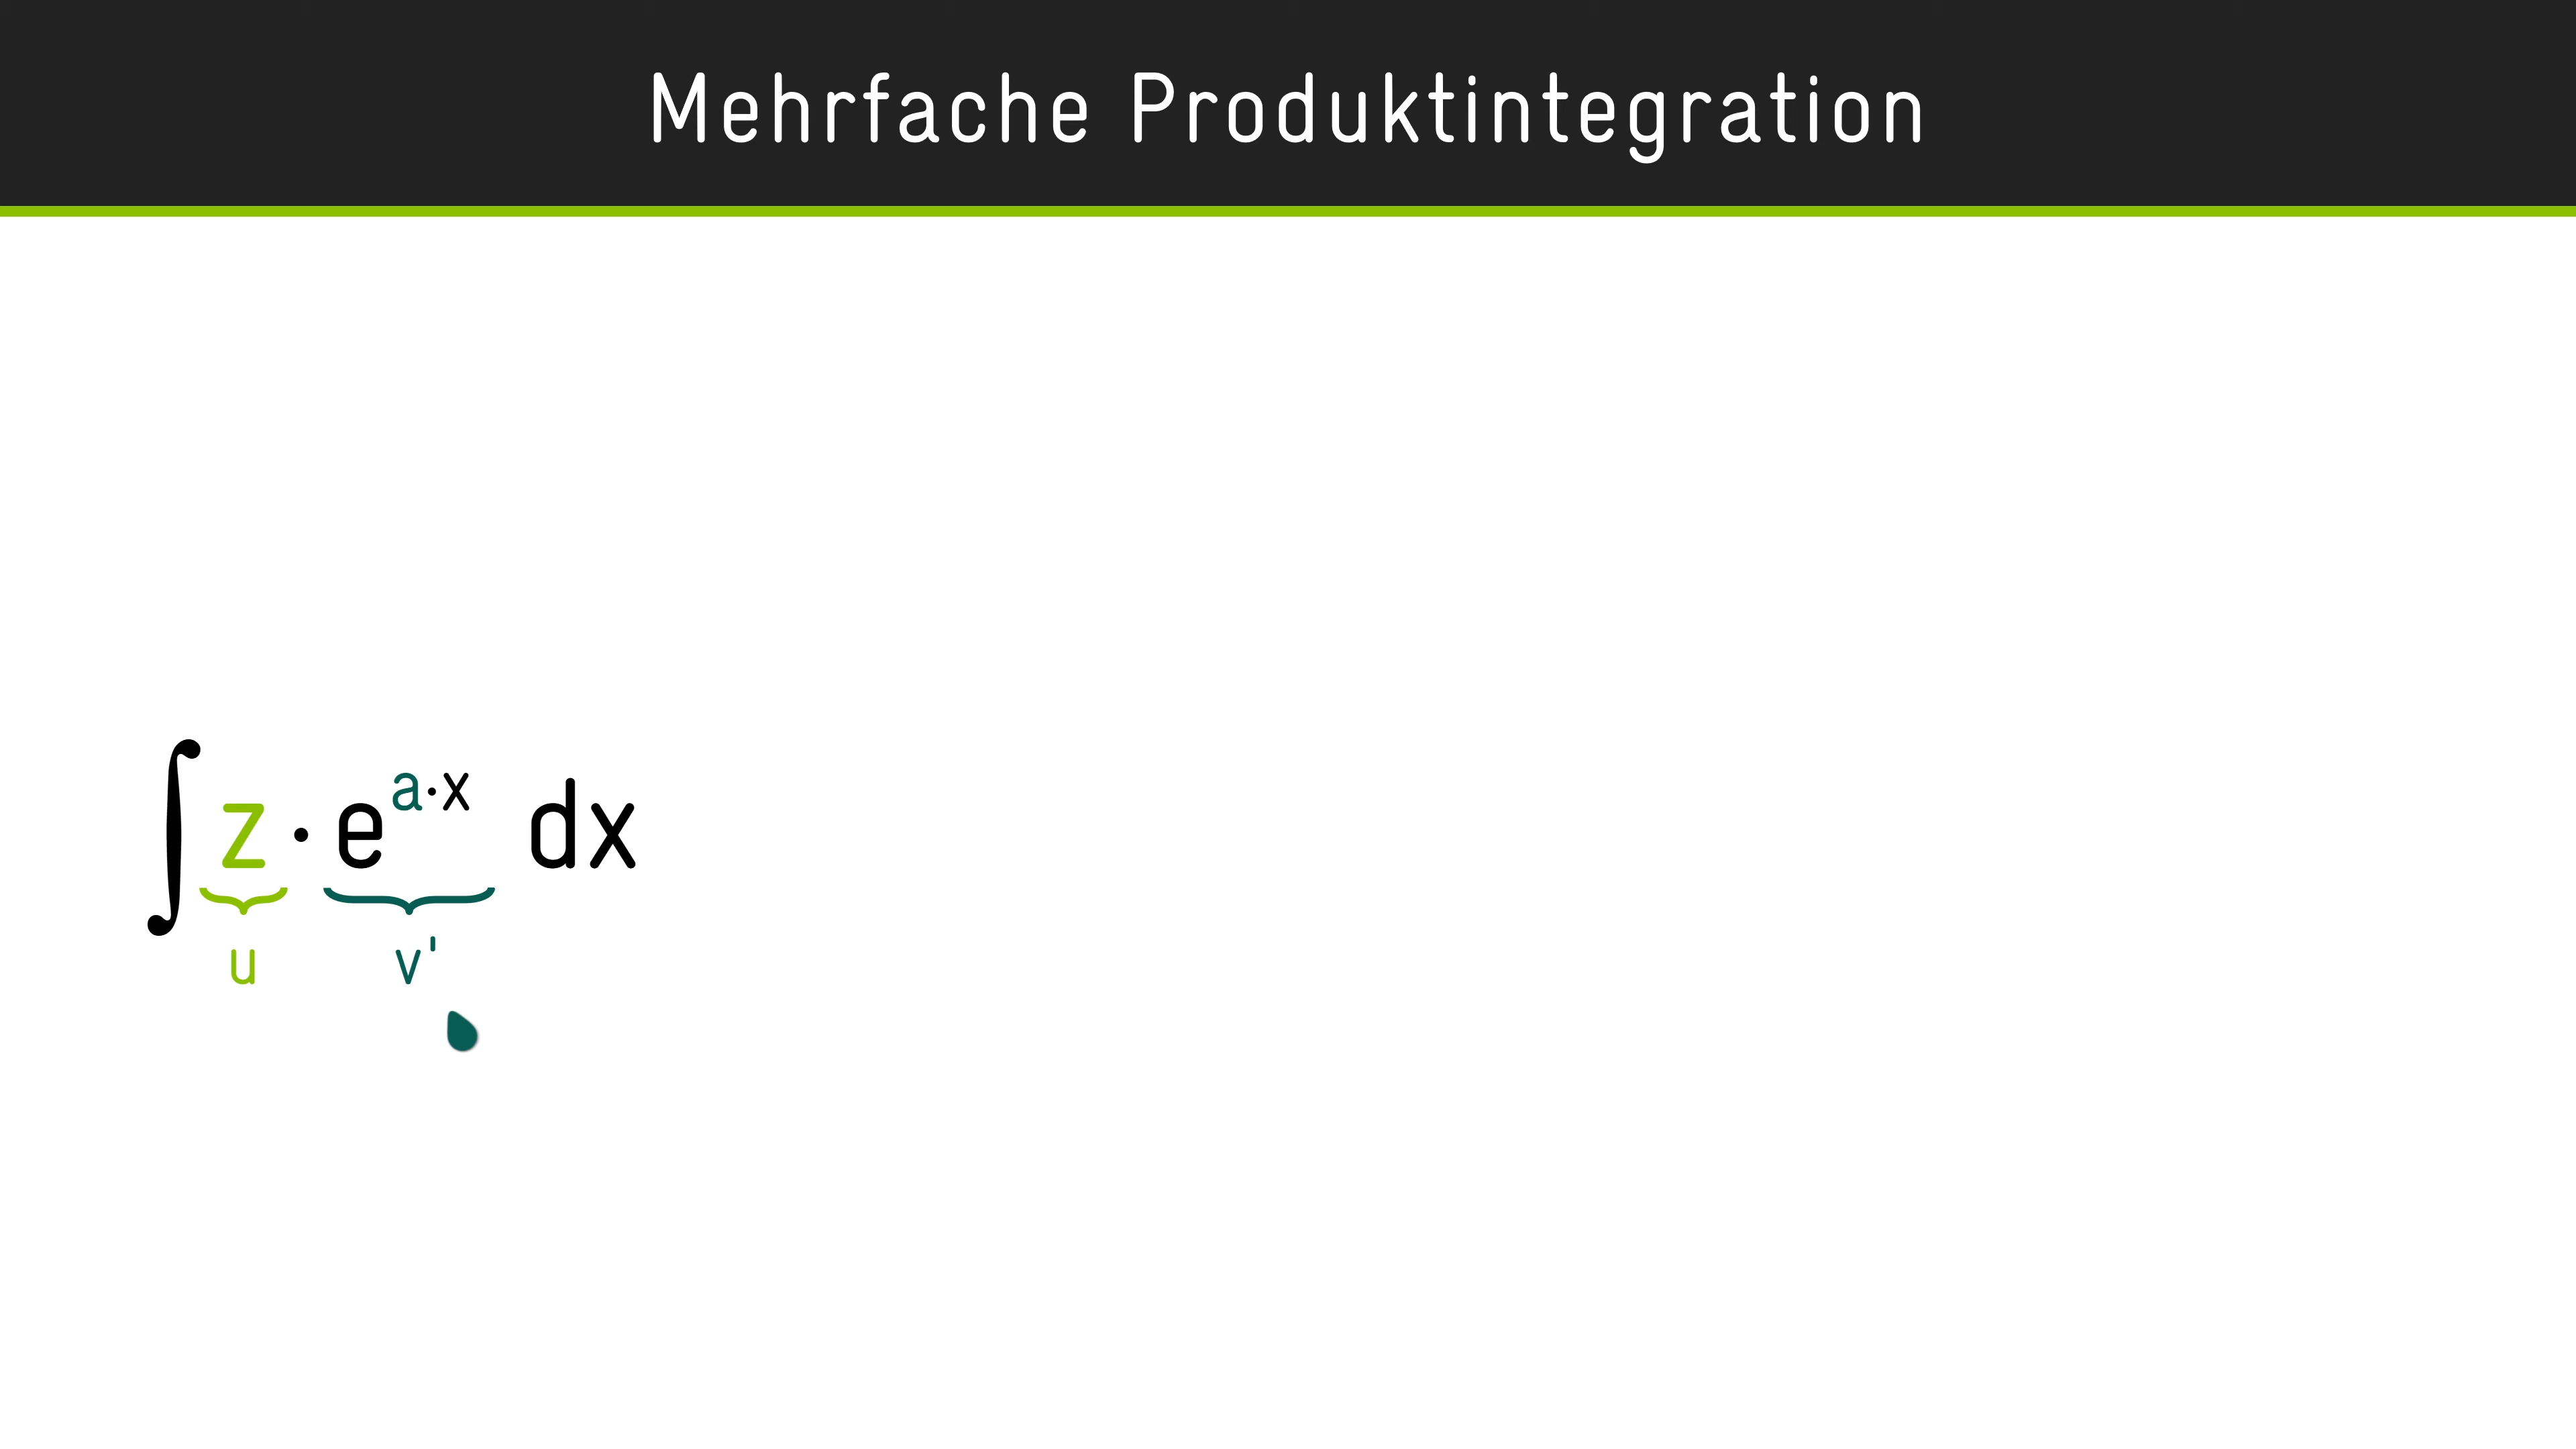 Mehrfache Produktintegration
∫ z · e^{a·x} dx
u v'